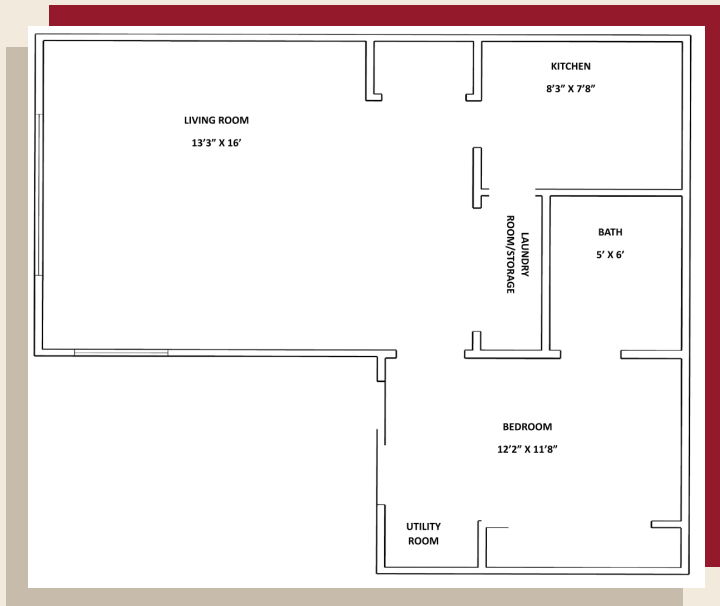 KITCHEN
8'3” X 7'8”
LIVING ROOM
13'3” X 16'
LAUNDRY
ROOM/STORAGE
BATH
5' X 6'
BEDROOM
12'2” X 11'8”
UTILITY
ROOM